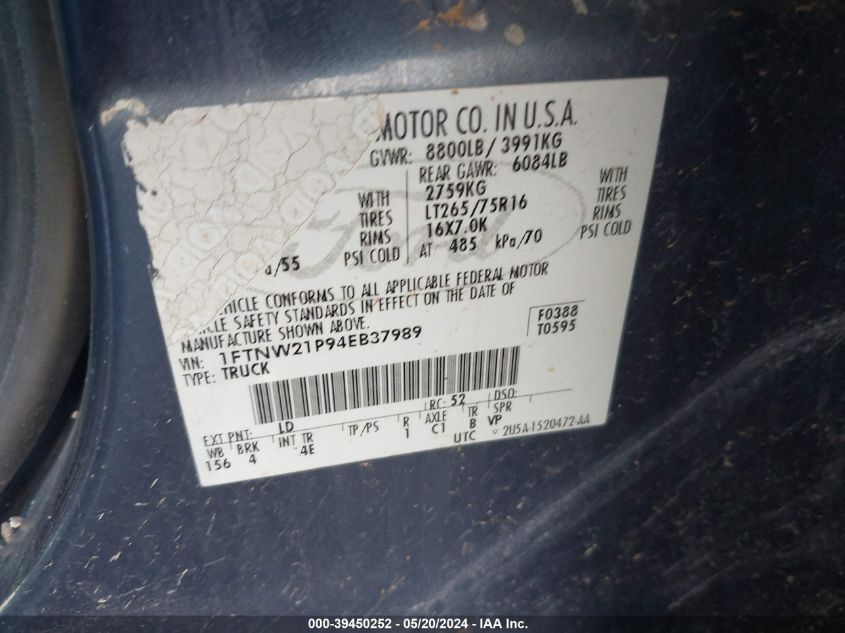 MOTOR CO. IN U.S.A.
GVWR: 8800LB/ 3991KG
REAR GAWR: 6084LB
WITH 2759KG WITH
TIRES LT265/75R16 TIRES
RIMS 16X7.0K RIMS
/55 PSI COLD AT 485 kPa/70 PSI COLD
Ford
HICLE CONFORMS TO ALL APPLICABLE FEDERAL MOTOR
CLE SAFETY STANDARDS IN EFFECT ON THE DATE OF
MANUFACTURE SHOWN ABOVE.
VIN: 1FTNW21P94EB37989
TYPE: TRUCK
F0388
T0595
EXT PNT: LD RC: 52 DSO:
WB BRK INT TR TP/PS R AXLE TR SPR
156 4 4E 1 C1 B VP
UTC 2U5A-1520472-AA
000-39450252 — 05/20/2024 — IAA Inc.